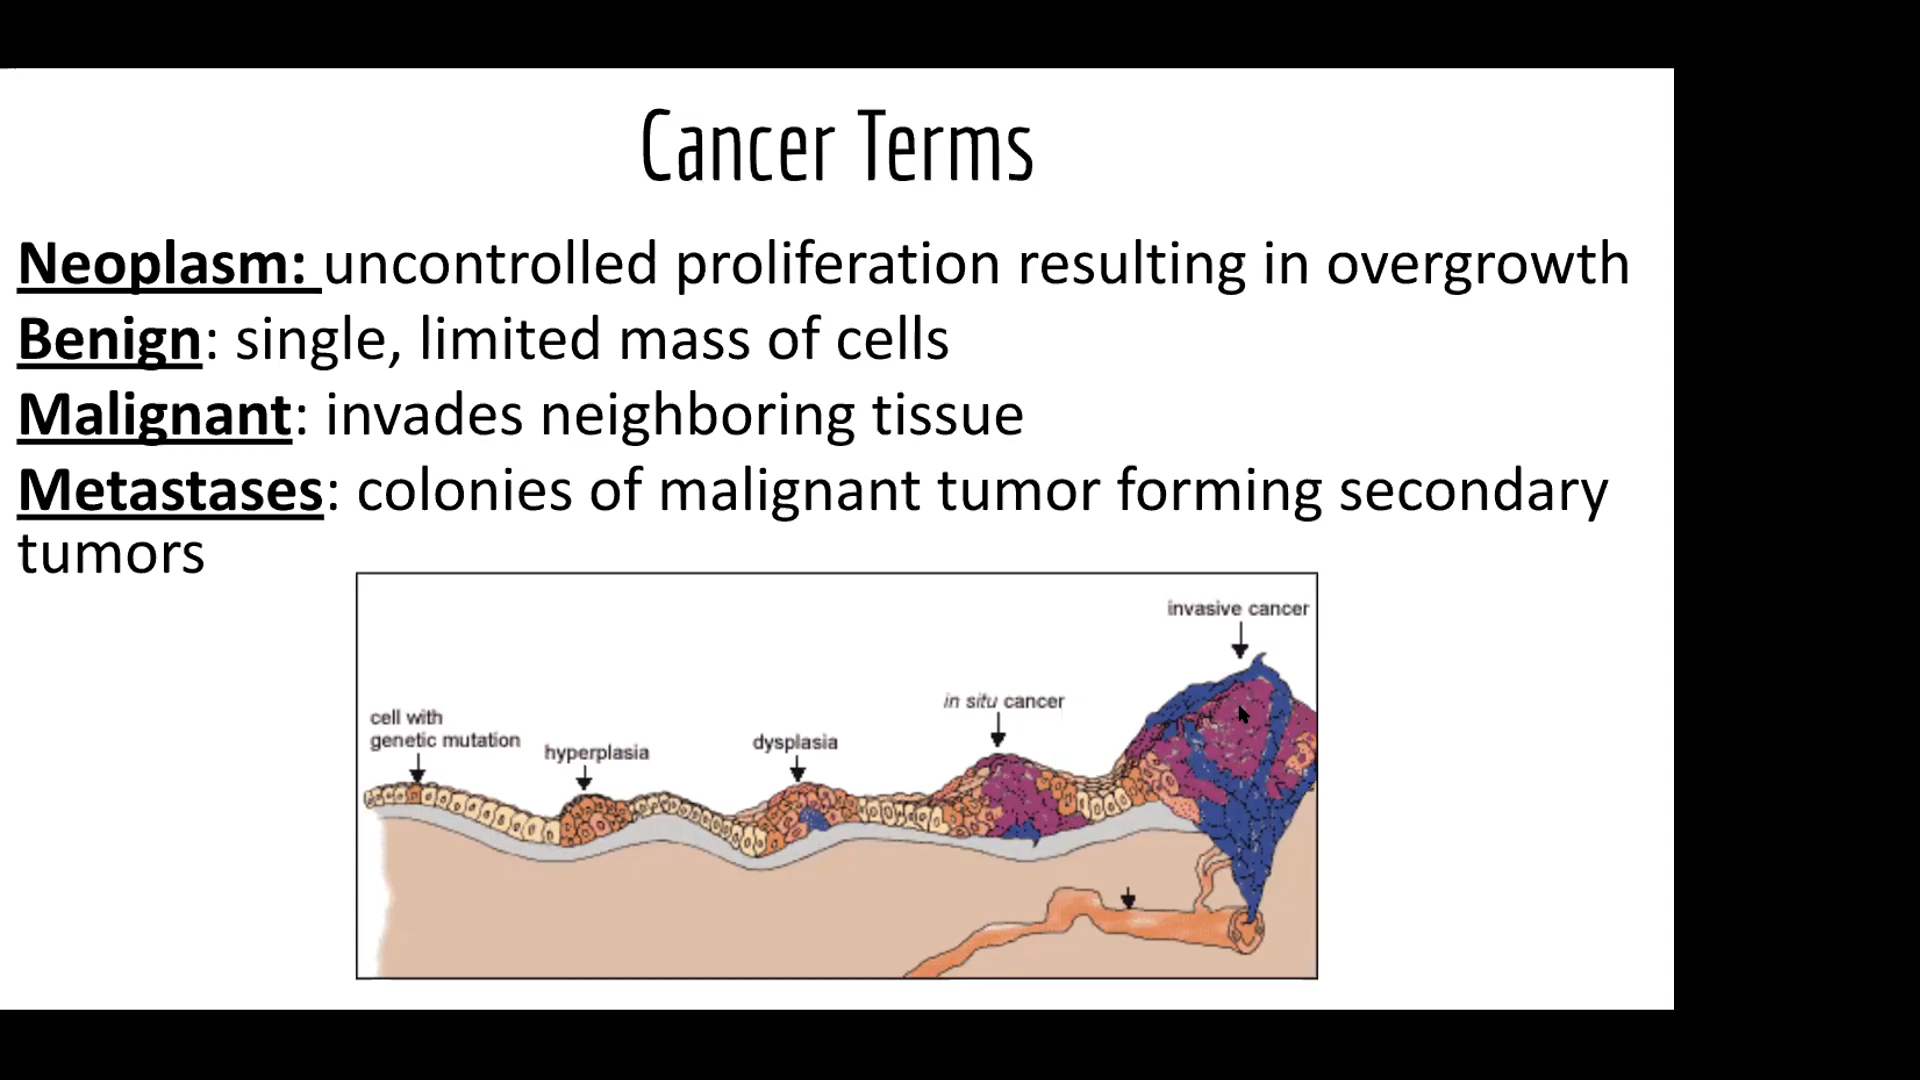 Cancer Terms
Neoplasm: uncontrolled proliferation resulting in overgrowth
Benign: single, limited mass of cells
Malignant: invades neighboring tissue
Metastases: colonies of malignant tumor forming secondary
tumors
invasive cancer
in situ cancer
cell with
genetic mutation
hyperplasia
dysplasia